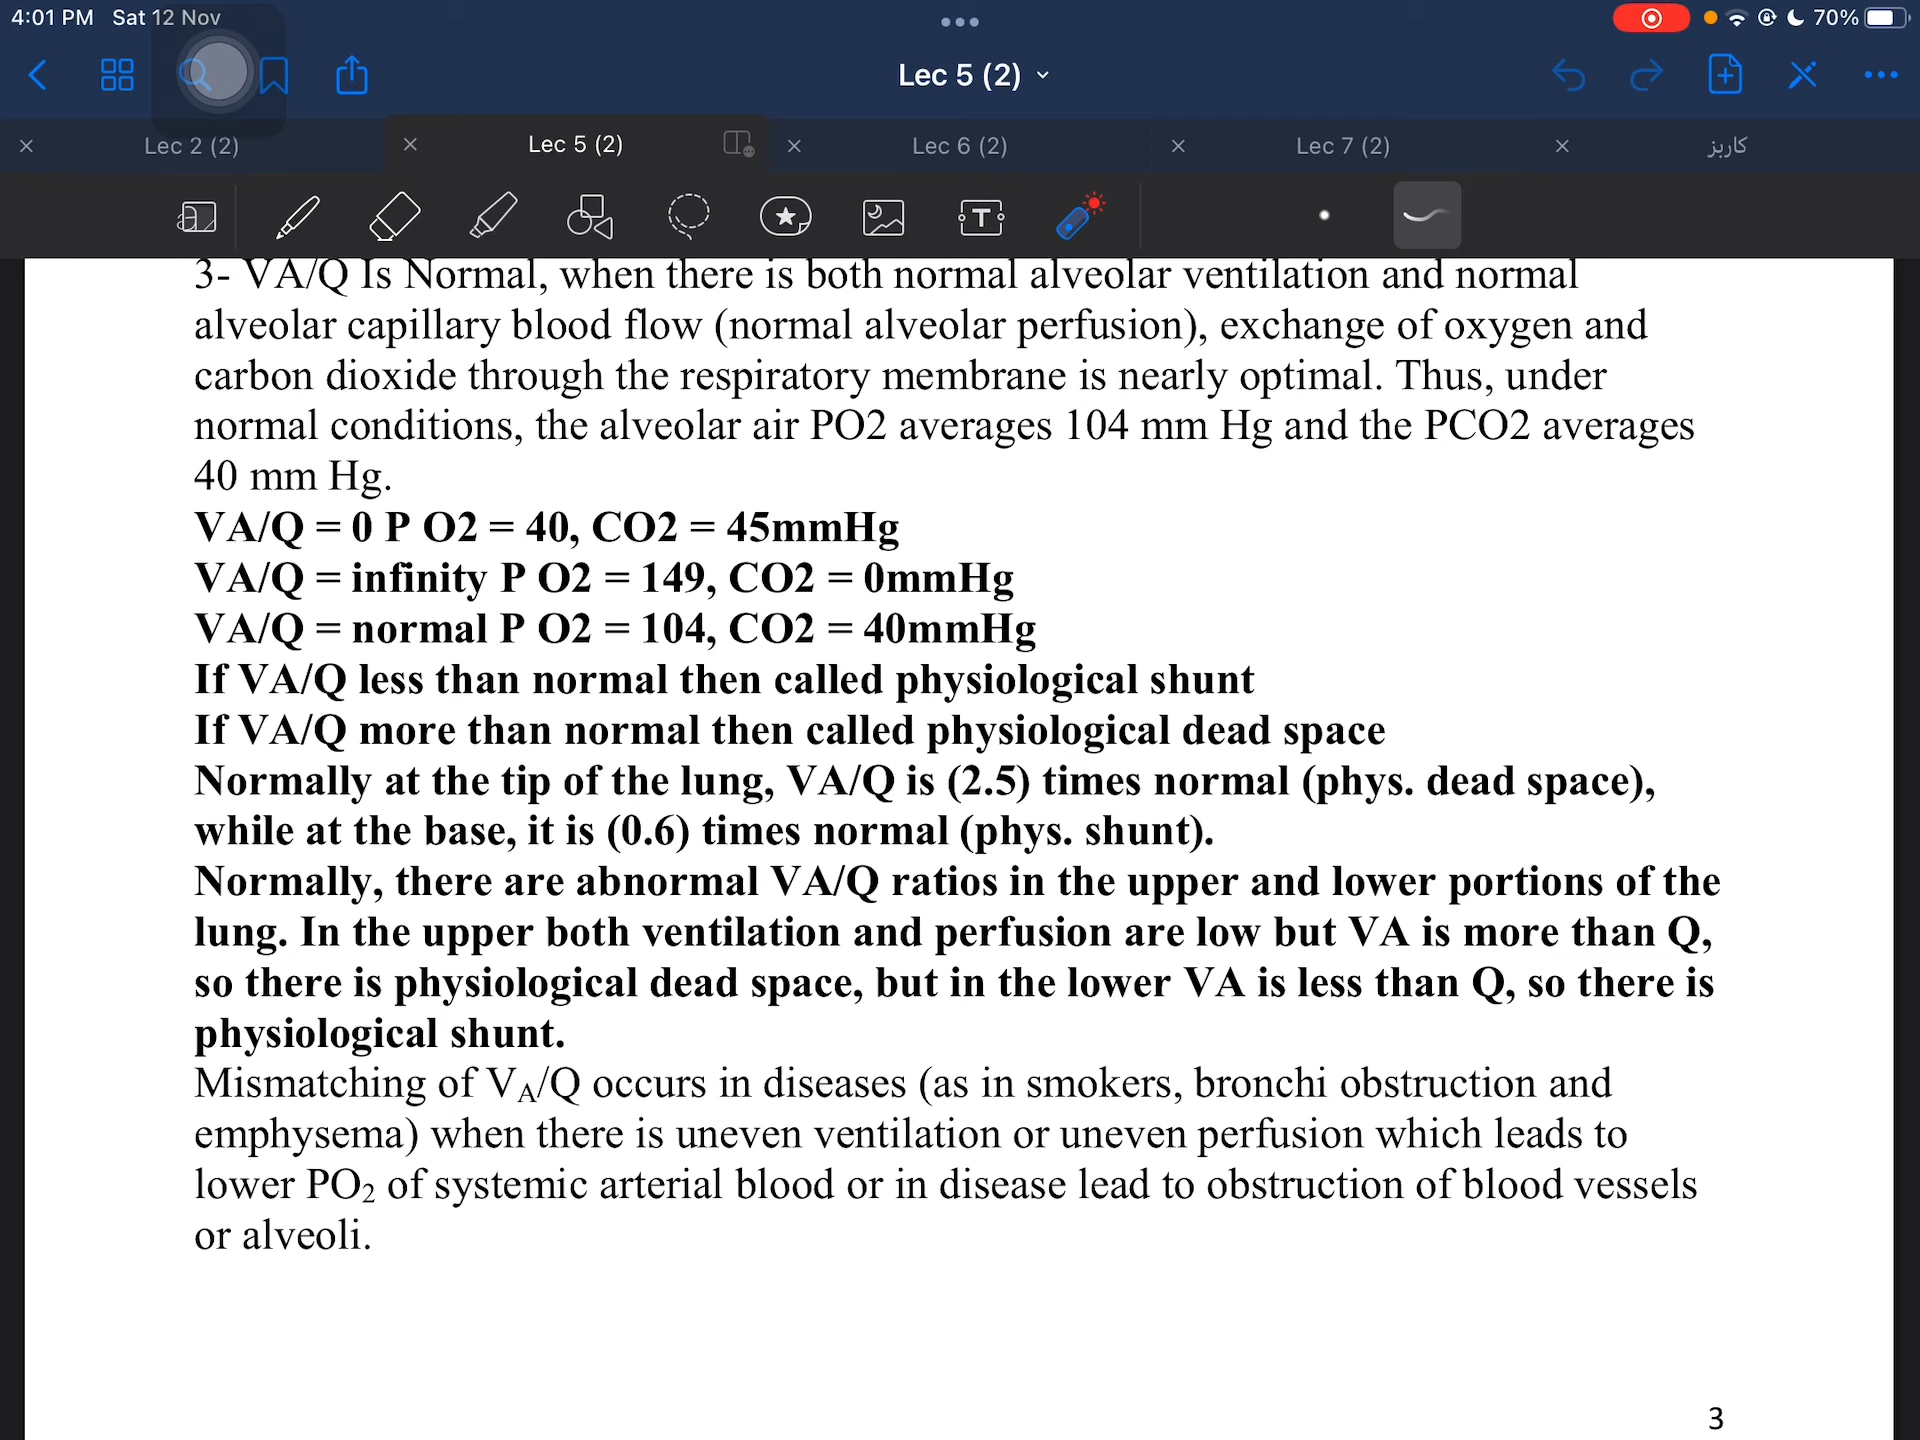 4:01 PM Sat 12 Nov
70%
Lec 5 (2)
Lec 2 (2)
Lec 5 (2)
Lec 6 (2)
Lec 7 (2)
كاربز
3- VA/Q Is Normal, when there is both normal alveolar ventilation and normal
alveolar capillary blood flow (normal alveolar perfusion), exchange of oxygen and
carbon dioxide through the respiratory membrane is nearly optimal. Thus, under
normal conditions, the alveolar air PO2 averages 104 mm Hg and the PCO2 averages
40 mm Hg.
VA/Q = 0 P O2 = 40, CO2 = 45mmHg
VA/Q = infinity P O2 = 149, CO2 = 0mmHg
VA/Q = normal P O2 = 104, CO2 = 40mmHg
If VA/Q less than normal then called physiological shunt
If VA/Q more than normal then called physiological dead space
Normally at the tip of the lung, VA/Q is (2.5) times normal (phys. dead space),
while at the base, it is (0.6) times normal (phys. shunt).
Normally, there are abnormal VA/Q ratios in the upper and lower portions of the
lung. In the upper both ventilation and perfusion are low but VA is more than Q,
so there is physiological dead space, but in the lower VA is less than Q, so there is
physiological shunt.
Mismatching of VA/Q occurs in diseases (as in smokers, bronchi obstruction and
emphysema) when there is uneven ventilation or uneven perfusion which leads to
lower PO₂ of systemic arterial blood or in disease lead to obstruction of blood vessels
or alveoli.
3